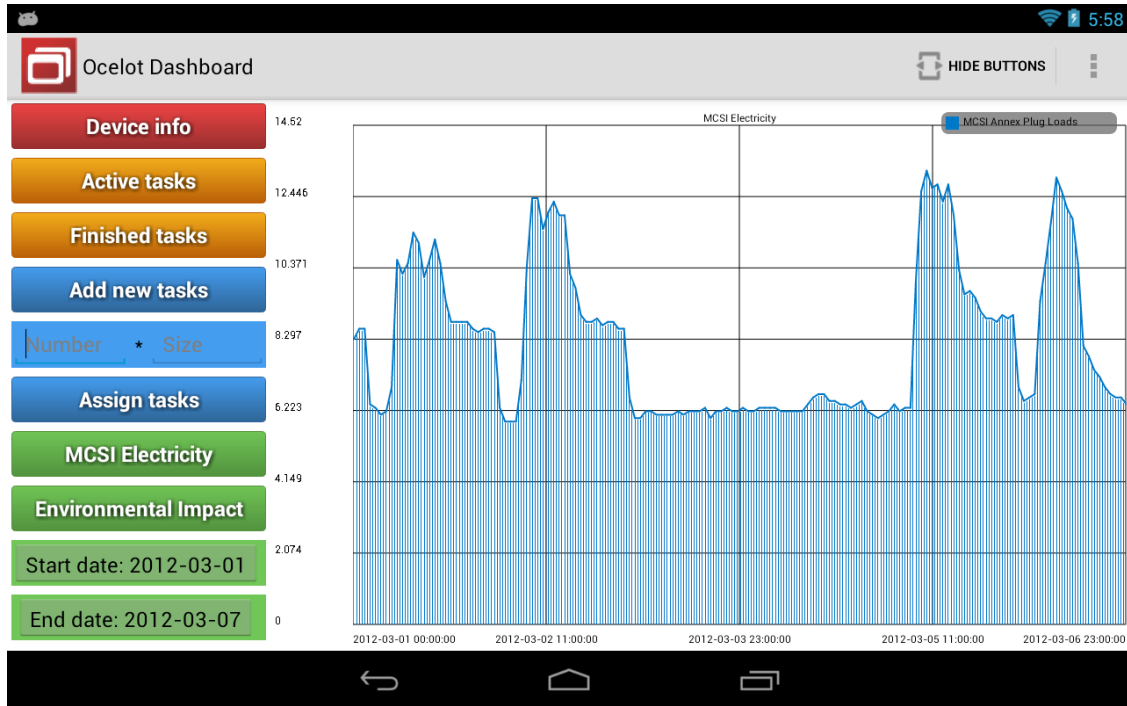 5:58
Ocelot Dashboard
HIDE BUTTONS
Device info
Active tasks
Finished tasks
Add new tasks
Number * Size
Assign tasks
MCSI Electricity
Environmental Impact
Start date: 2012-03-01
End date: 2012-03-07
MCSI Electricity
MCSI Annex Plug Loads
14.52
12.446
10.371
8.297
6.223
4.149
2.074
0
2012-03-01 00:00:00 2012-03-02 11:00:00 2012-03-03 23:00:00 2012-03-05 11:00:00 2012-03-06 23:00:00